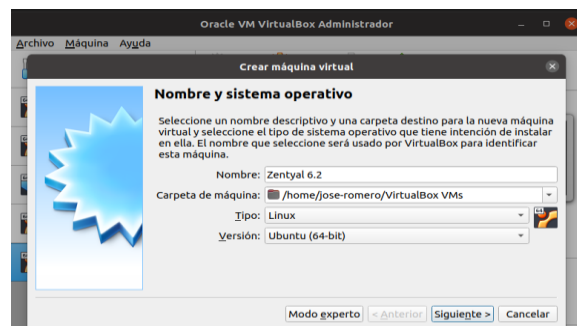 Oracle VM VirtualBox Administrador
Archivo Máquina Ayuda
Crear máquina virtual
Nombre y sistema operativo
Seleccione un nombre descriptivo y una carpeta destino para la nueva máquina
virtual y seleccione el tipo de sistema operativo que tiene intención de instalar
en ella. El nombre que seleccione será usado por VirtualBox para identificar
esta máquina.
Nombre: Zentyal 6.2
Carpeta de máquina: /home/jose-romero/VirtualBox VMs
Tipo: Linux
64
Versión: Ubuntu (64-bit)
Modo experto < Anterior Siguiente > Cancelar